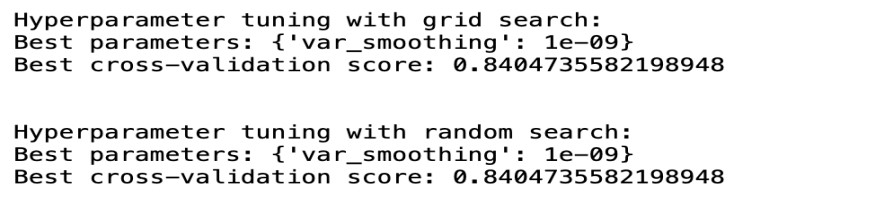 Hyperparameter tuning with grid search:
Best parameters: {'var_smoothing': 1e-09}
Best cross-validation score: 0.8404735582198948
Hyperparameter tuning with random search:
Best parameters: {'var_smoothing': 1e-09}
Best cross-validation score: 0.8404735582198948